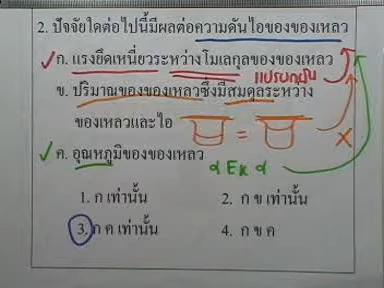 2. ปัจจัยใดต่อไปนี้มีผลต่อความดันไอของของเหลว
ก. แรงยึดเหนี่ยวระหว่างโมเลกุลของของเหลว
แปรผกผัน
ข. ปริมาณของของเหลวซึ่งมีสมดุลระหว่าง
ของเหลวและไอ
=
X
ค. อุณหภูมิของของเหลว
α Ek α
1. ก เท่านั้น
2. ก ข เท่านั้น
3. ก ค เท่านั้น
4. ก ข ค